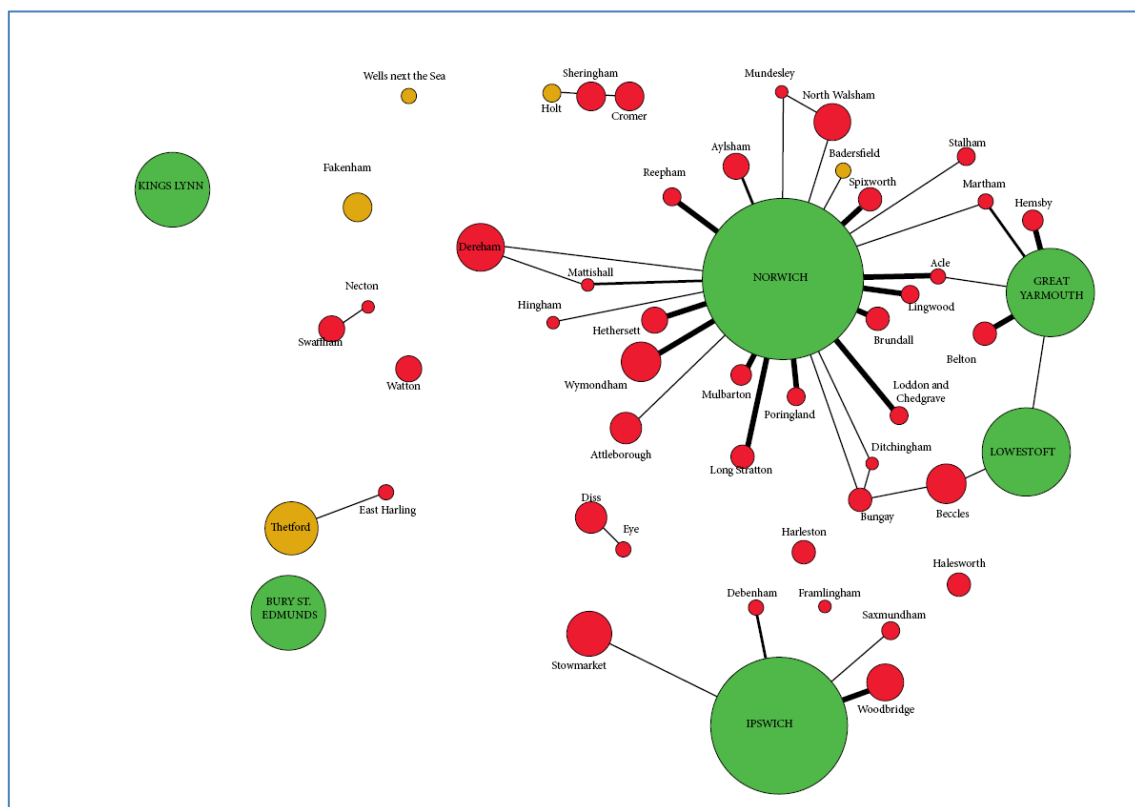 Wells next the Sea
Sheringham
Holt
Cromer
Mundesley
North Walsham
Aylsham
Badersfield
Stalham
Reepham
Spixworth
Martham
Hemsby
KINGS LYNN
Fakenham
Dereham
Mattishall
NORWICH
Acle
GREAT
YARMOUTH
Necton
Hingham
Lingwood
Swaffham
Hethersett
Brundall
Belton
Watton
Wymondham
Mulbarton
Poringland
Loddon and
Chedgrave
Attleborough
Long Stratton
Ditchingham
LOWESTOFT
East Harling
Bungay
Beccles
Thetford
Diss
Eye
Harleston
Halesworth
BURY ST.
EDMUNDS
Debenham
Framlingham
Saxmundham
Stowmarket
Woodbridge
IPSWICH